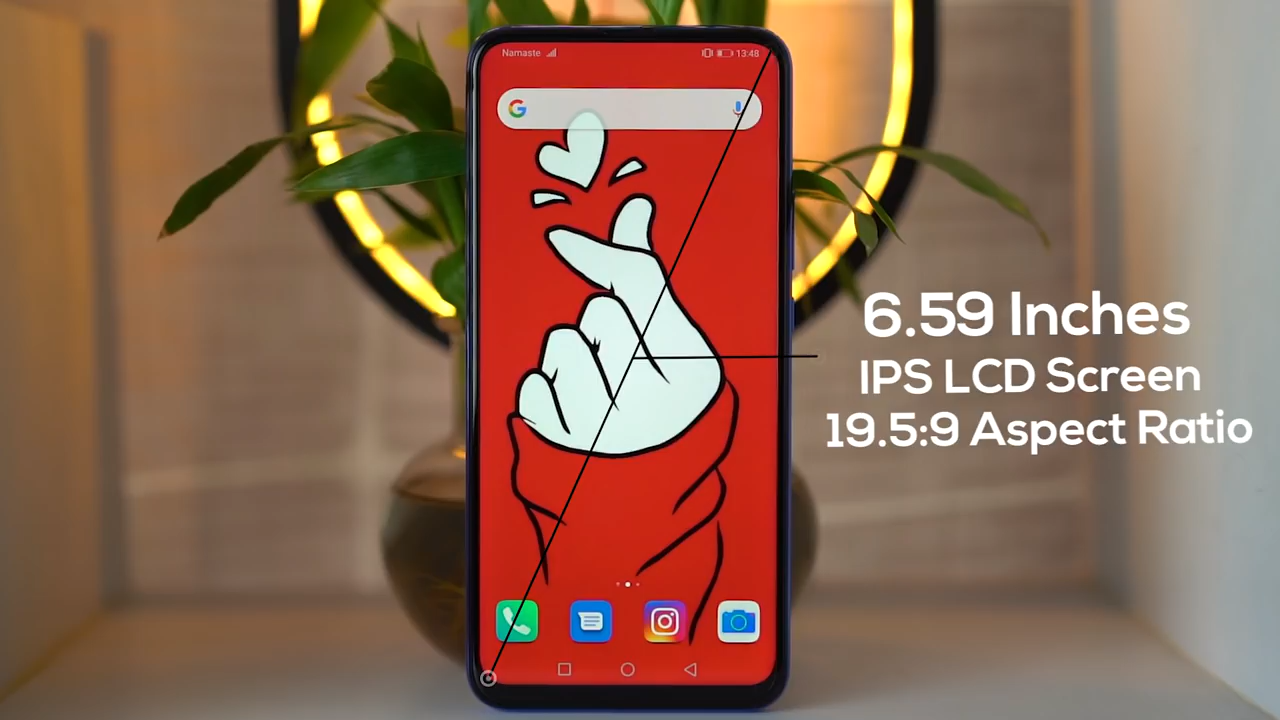 Namaste
13:48
G
6.59 Inches
IPS LCD Screen
19.5:9 Aspect Ratio